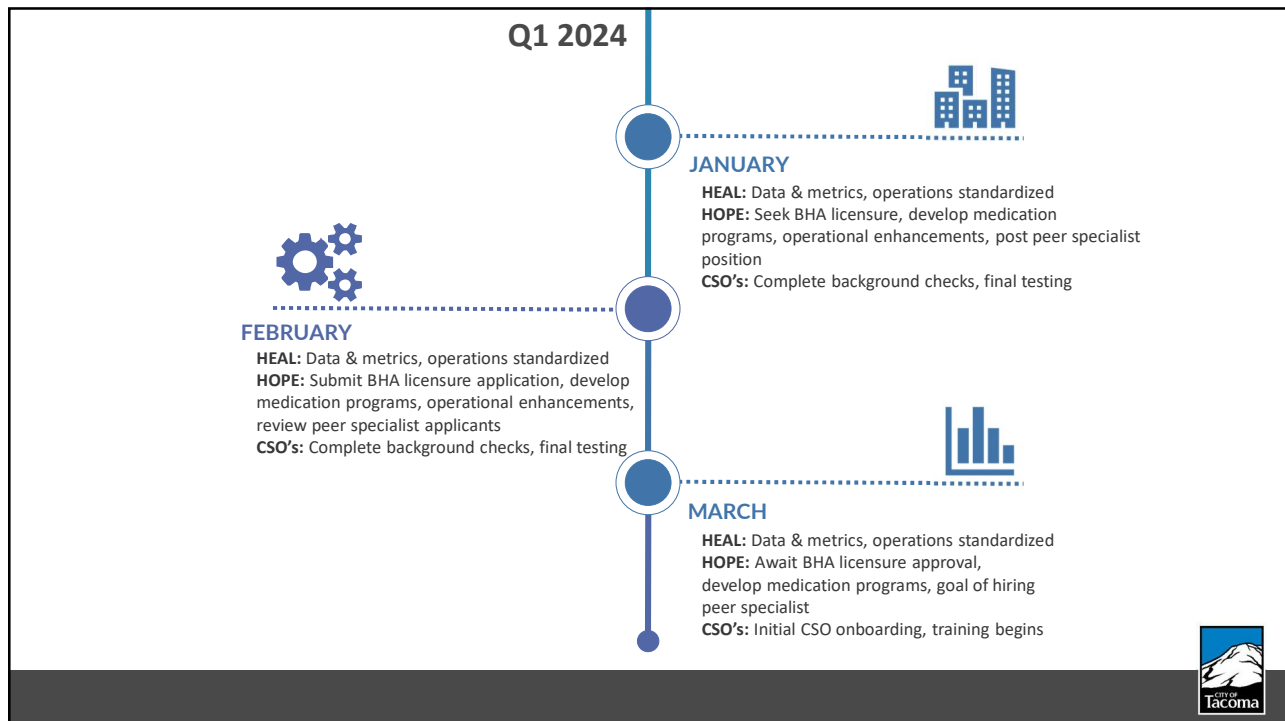 Q1 2024
JANUARY
HEAL: Data & metrics, operations standardized
HOPE: Seek BHA licensure, develop medication
programs, operational enhancements, post peer specialist
position
CSO’s: Complete background checks, final testing
FEBRUARY
HEAL: Data & metrics, operations standardized
HOPE: Submit BHA licensure application, develop
medication programs, operational enhancements,
review peer specialist applicants
CSO’s: Complete background checks, final testing
MARCH
HEAL: Data & metrics, operations standardized
HOPE: Await BHA licensure approval,
develop medication programs, goal of hiring
peer specialist
CSO’s: Initial CSO onboarding, training begins
CITY OF
Tacoma